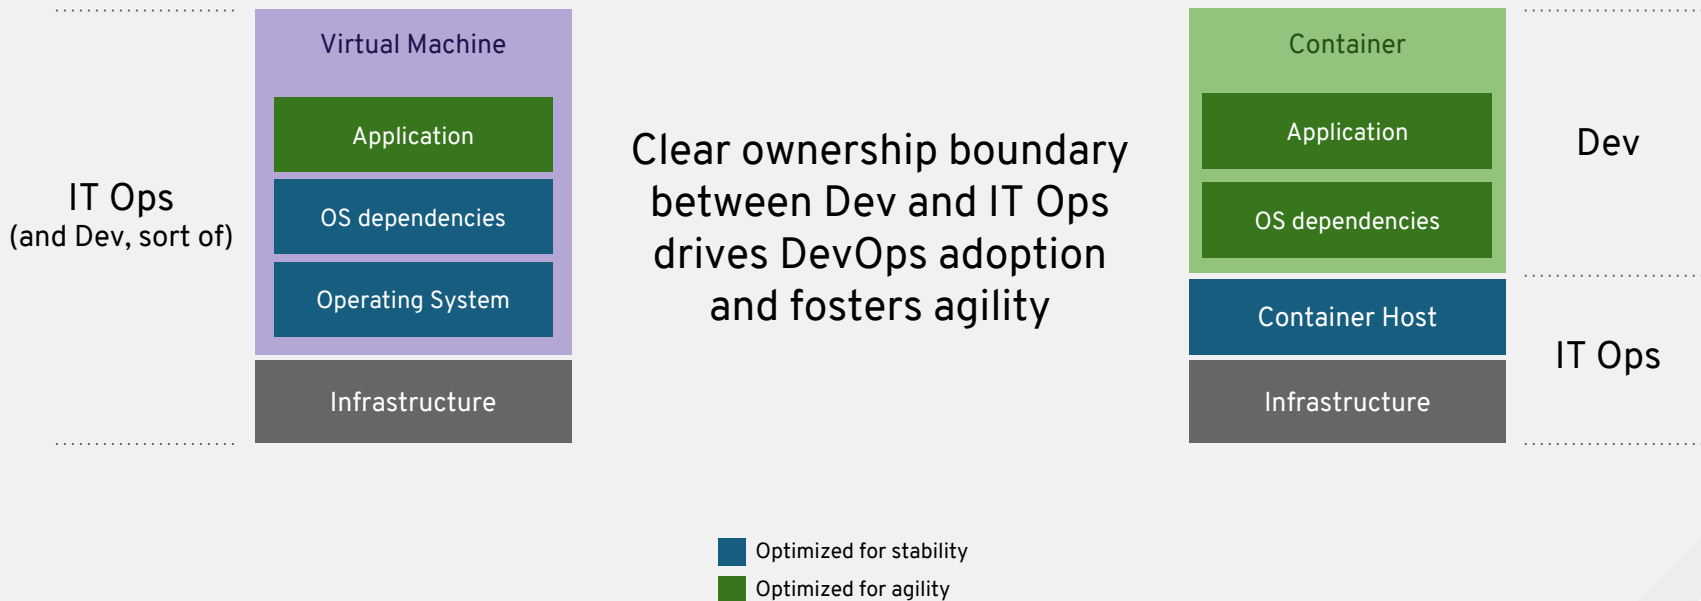 IT Ops
(and Dev, sort of)
Virtual Machine
Application
OS dependencies
Operating System
Infrastructure
Clear ownership boundary
between Dev and IT Ops
drives DevOps adoption
and fosters agility
Container
Application
OS dependencies
Container Host
Infrastructure
Dev
IT Ops
Optimized for stability
Optimized for agility